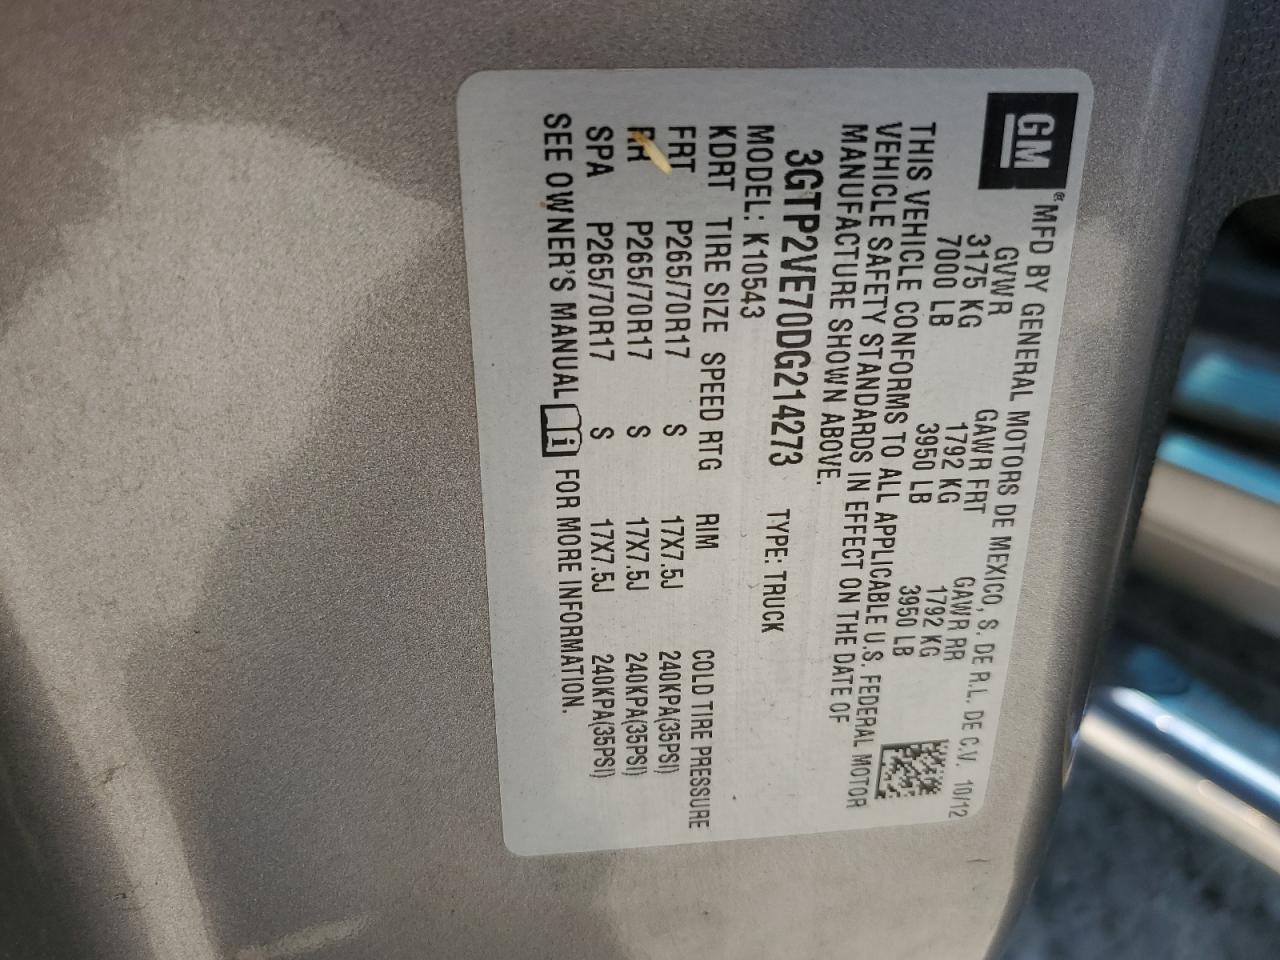 GM ® MFD BY GENERAL MOTORS DE MEXICO, S. DE R.L. DE C.V. 10/12
GVWR GAWR FRT GAWR RR
3175 KG 1792 KG 1792 KG
7000 LB 3950 LB 3950 LB
THIS VEHICLE CONFORMS TO ALL APPLICABLE U.S. FEDERAL MOTOR
VEHICLE SAFETY STANDARDS IN EFFECT ON THE DATE OF
MANUFACTURE SHOWN ABOVE.
3GTP2VE70DG214273 TYPE: TRUCK
MODEL: K10543
KDRT TIRE SIZE SPEED RTG RIM COLD TIRE PRESSURE
FRT P265/70R17 S 17X7.5J 240KPA(35PSI)
RR P265/70R17 S 17X7.5J 240KPA(35PSI)
SPA P265/70R17 S 17X7.5J 240KPA(35PSI)
SEE OWNER'S MANUAL i FOR MORE INFORMATION.